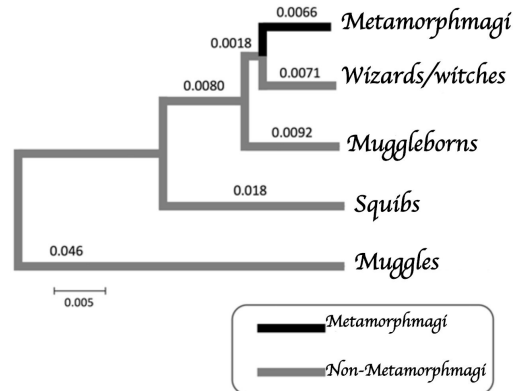 0.0066
Metamorphmagi
0.0018
0.0071
Wizards/witches
0.0080
0.0092
Muggleborns
0.018
Squibs
0.046
Muggles
0.005
Metamorphmagi
Non-Metamorphmagi